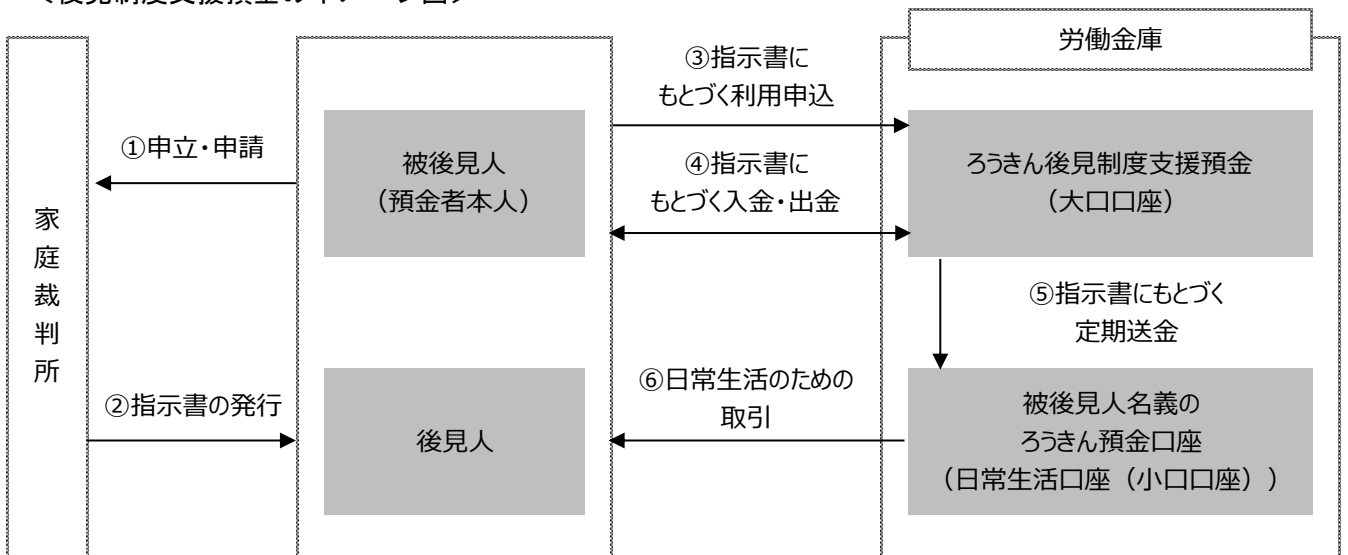 ＜後見制度支援預金のイメージ図＞
労働金庫
③指示書に
もとづく利用申込
①申立・申請
被後見人
（預金者本人）
④指示書に
もとづく入金・出金
ろうきん後見制度支援預金
（大口口座）
家
庭
裁
判
所
⑤指示書にもとづく
定期送金
②指示書の発行
後見人
⑥日常生活のための
取引
被後見人名義の
ろうきん預金口座
（日常生活口座（小口口座））